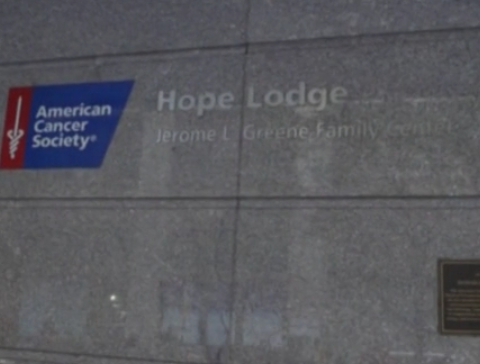 American
Cancer
Society®
Hope Lodge
Jerome L. Greene Family Center